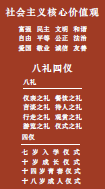 社会主义核心价值观
富强 民主 文明 和谐
自由 平等 公正 法治
爱国 敬业 诚信 友善
八礼四仪
八礼
仪表之礼 餐饮之礼
言谈之礼 待人之礼
行走之礼 观赏之礼
游览之礼 仪式之礼
四仪
七岁入学仪式
十岁成长仪式
十四岁青春仪式
十八岁成人仪式